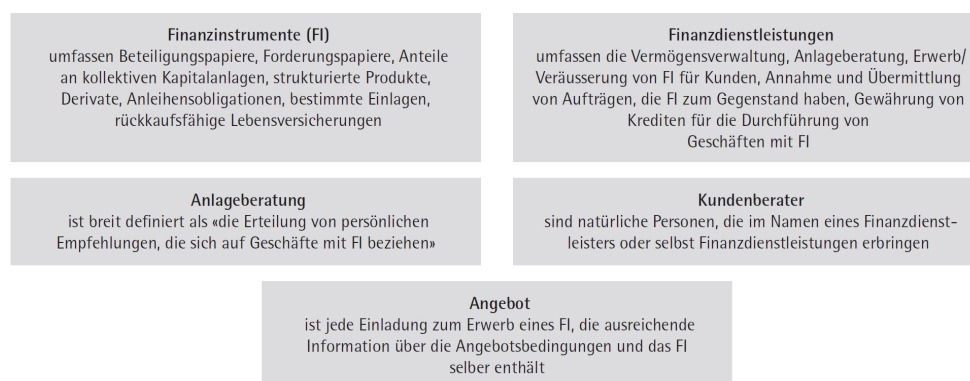 Finanzinstrumente (FI)
umfassen Beteiligungspapiere, Forderungspapiere, Anteile
an kollektiven Kapitalanlagen, strukturierte Produkte,
Derivate, Anleihensobligationen, bestimmte Einlagen,
rückkaufsfähige Lebensversicherungen
Finanzdienstleistungen
umfassen die Vermögensverwaltung, Anlageberatung, Erwerb/
Veräusserung von FI für Kunden, Annahme und Übermittlung
von Aufträgen, die FI zum Gegenstand haben, Gewährung von
Krediten für die Durchführung von
Geschäften mit FI
Anlageberatung
ist breit definiert als «die Erteilung von persönlichen
Empfehlungen, die sich auf Geschäfte mit FI beziehen»
Kundenberater
sind natürliche Personen, die im Namen eines Finanzdienst-
leisters oder selbst Finanzdienstleistungen erbringen
Angebot
ist jede Einladung zum Erwerb eines FI, die ausreichende
Information über die Angebotsbedingungen und das FI
selber enthält